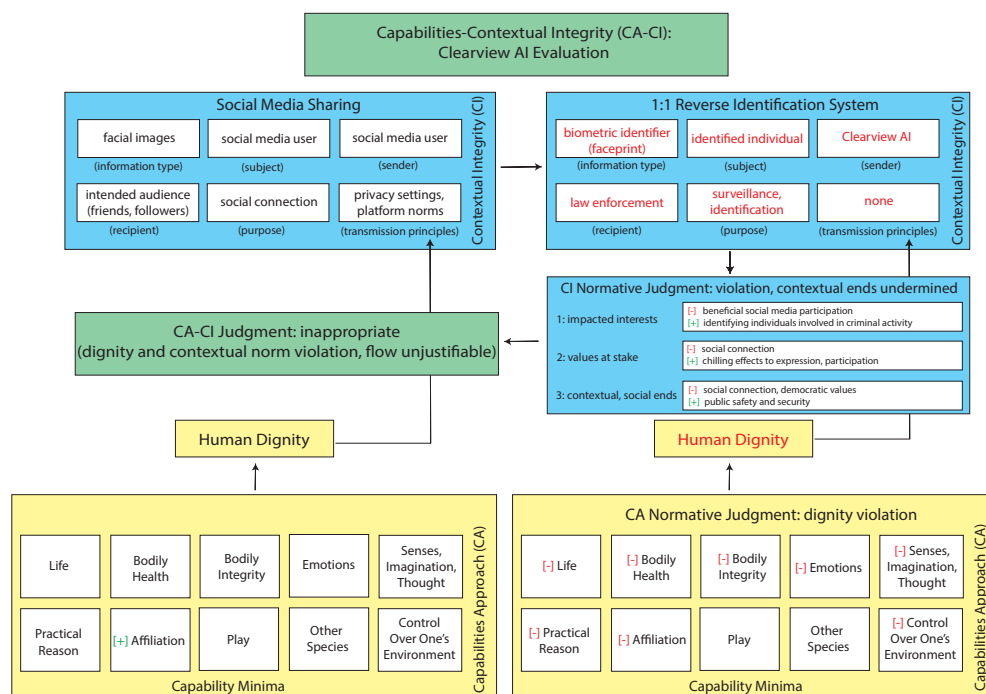 Capabilities-Contextual Integrity (CA-CI):
Clearview AI Evaluation
Social Media Sharing
facial images
(information type)
social media user
(subject)
social media user
(sender)
intended audience
(friends, followers)
(recipient)
social connection
(purpose)
privacy settings,
platform norms
(transmission principles)
Contextual Integrity (CI)
1:1 Reverse Identification System
biometric identifier
(faceprint)
(information type)
identified individual
(subject)
Clearview AI
(sender)
law enforcement
(recipient)
surveillance,
identification
(purpose)
none
(transmission principles)
Contextual Integrity (CI)
CI Normative Judgment: violation, contextual ends undermined
1: impacted interests
[-] beneficial social media participation
[+] identifying individuals involved in criminal activity
2: values at stake
[-] social connection
[+] chilling effects to expression, participation
3: contextual, social ends
[-] social connection, democratic values
[+] public safety and security
CA-CI Judgment: inappropriate
(dignity and contextual norm violation, flow unjustifiable)
Human Dignity
Human Dignity
Life
Bodily
Health
Bodily
Integrity
Emotions
Senses,
Imagination,
Thought
Practical
Reason
[+] Affiliation
Play
Other
Species
Control
Over One's
Environment
Capability Minima
Capabilities Approach (CA)
CA Normative Judgment: dignity violation
[-] Life
[-] Bodily
Health
[-] Bodily
Integrity
[-] Emotions
[-] Senses,
Imagination,
Thought
[-] Practical
Reason
[-] Affiliation
Play
Other
Species
[-] Control
Over One's
Environment
Capability Minima
Capabilities Approach (CA)